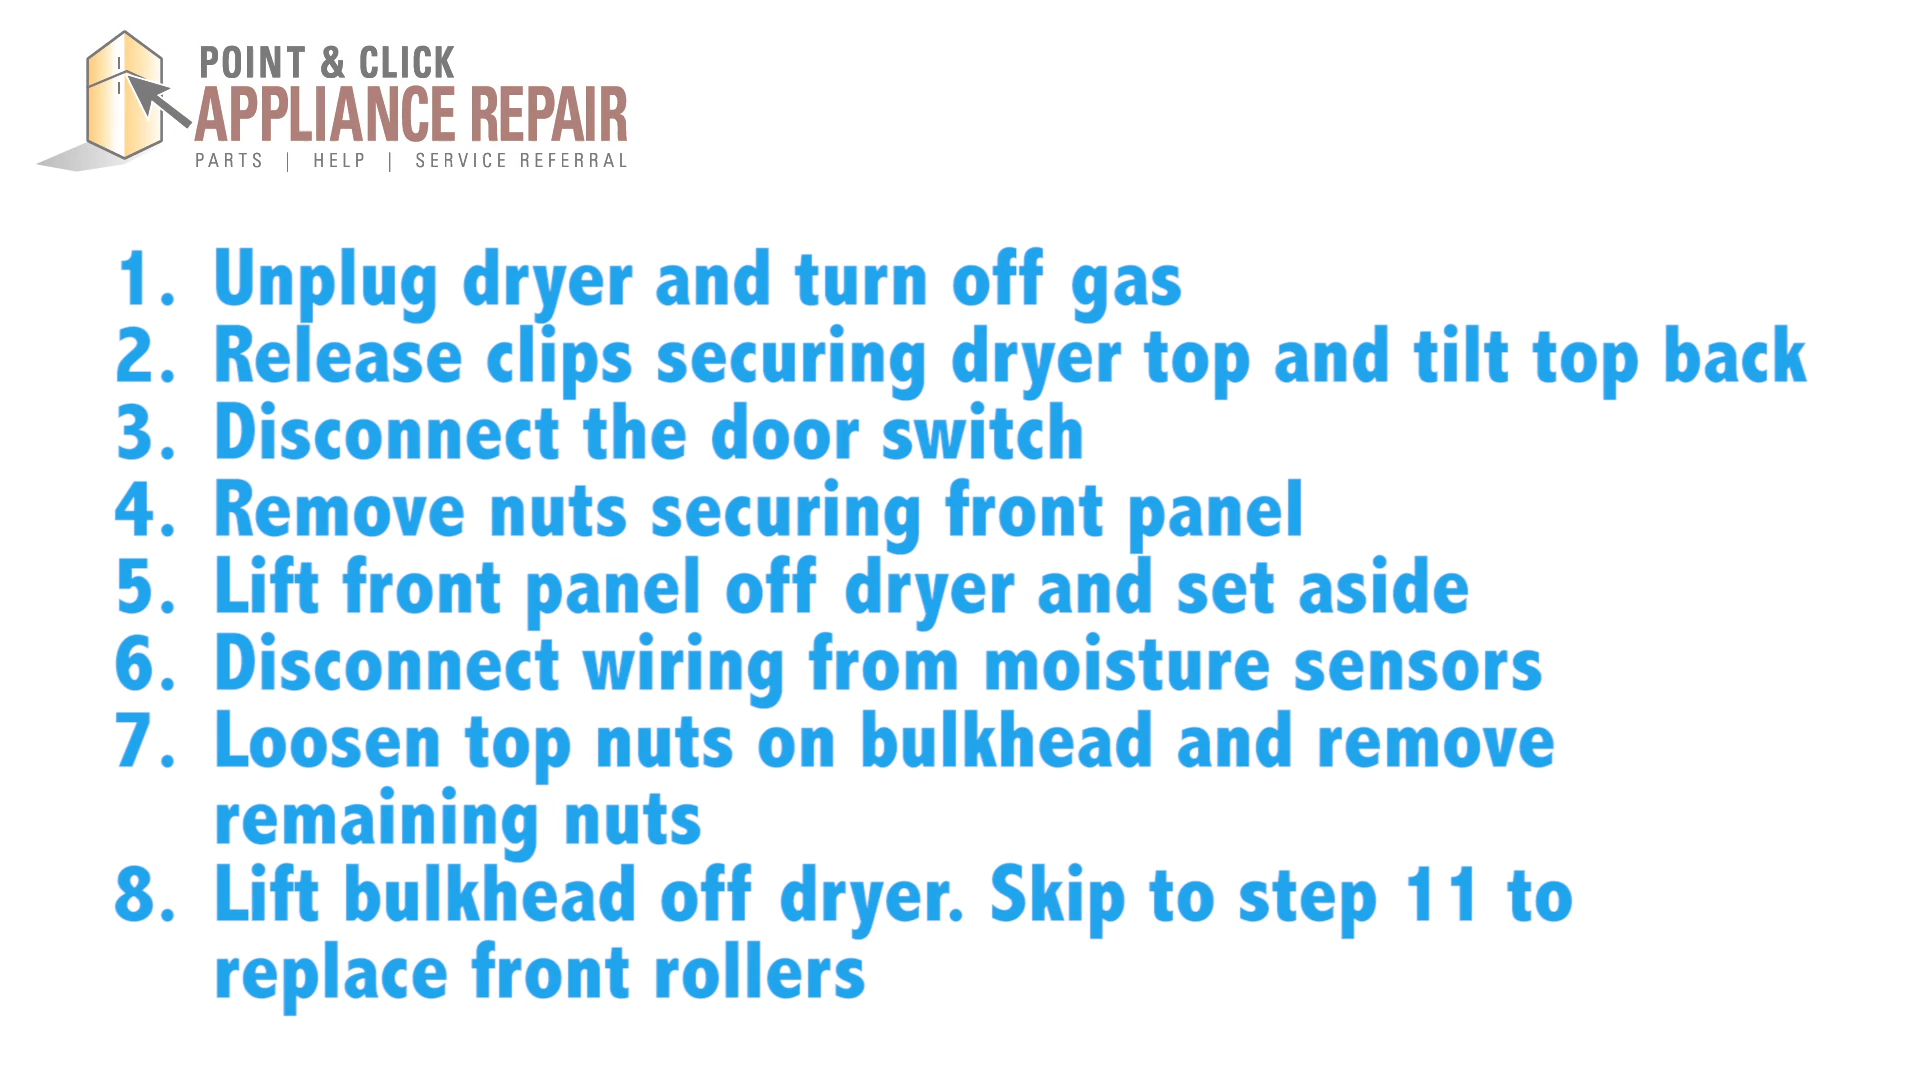 POINT & CLICK
APPLIANCE REPAIR
PARTS | HELP | SERVICE REFERRAL
1. Unplug dryer and turn off gas
2. Release clips securing dryer top and tilt top back
3. Disconnect the door switch
4. Remove nuts securing front panel
5. Lift front panel off dryer and set aside
6. Disconnect wiring from moisture sensors
7. Loosen top nuts on bulkhead and remove
remaining nuts
8. Lift bulkhead off dryer. Skip to step 11 to
replace front rollers